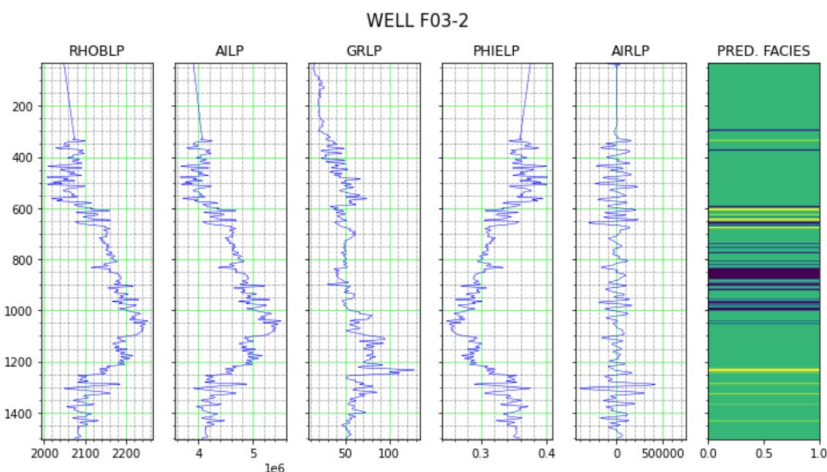 WELL F03-2
RHOBLP AILP GRLP PHIELP AIRLP PRED. FACIES
200
400
600
800
1000
1200
1400
2000 2100 2200 4 5 50 100 0.3 0.4 0 500000 0.0 0.5 1.0
1e6